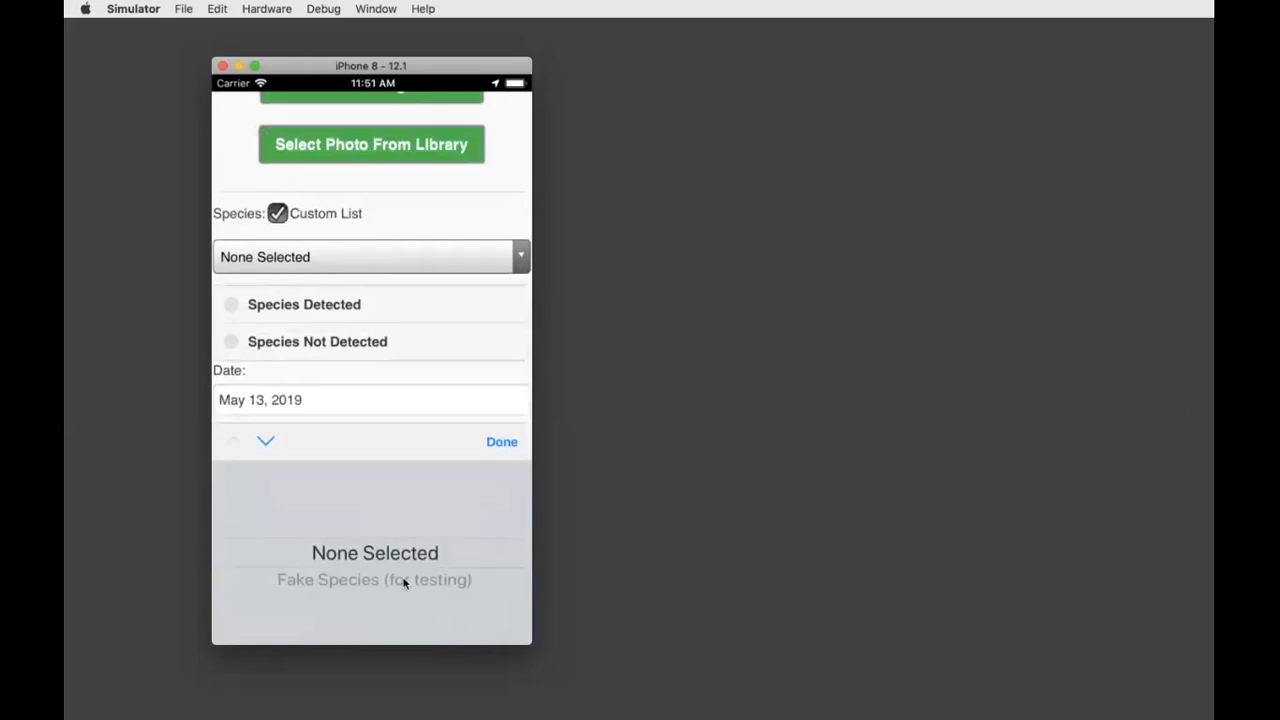 Simulator File Edit Hardware Debug Window Help
iPhone 8 - 12.1
Carrier 11:51 AM
Select Photo From Library
Species: Custom List
None Selected
Species Detected
Species Not Detected
Date:
May 13, 2019
Done
None Selected
Fake Species (for testing)